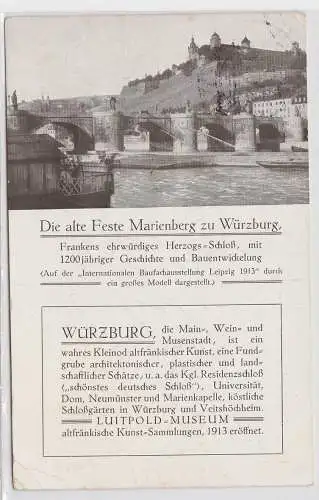 Die alte Feste Marienberg zu Würzburg,
Frankens ehrwürdiges Herzogs=Schloß, mit
1200jähriger Geschichte und Bauentwickelung
(Auf der „Internationalen Baufachausstellung Leipzig 1913“ durch
ein großes Modell dargestellt.)
WÜRZBURG, die Main-, Wein- und
Musenstadt, ist ein
wahres Kleinod altfränkischer Kunst, eine Fund-
grube architektonischer, plastischer und land-
schaftlicher Schätze, u. a. das Kgl. Residenzschloß
(„schönstes deutsches Schloß“), Universität,
Dom, Neumünster und Marienkapelle, köstliche
Schloßgärten in Würzburg und Veitshöchheim.
LUITPOLD-MUSEUM
altfränkische Kunst-Sammlungen, 1913 eröffnet.